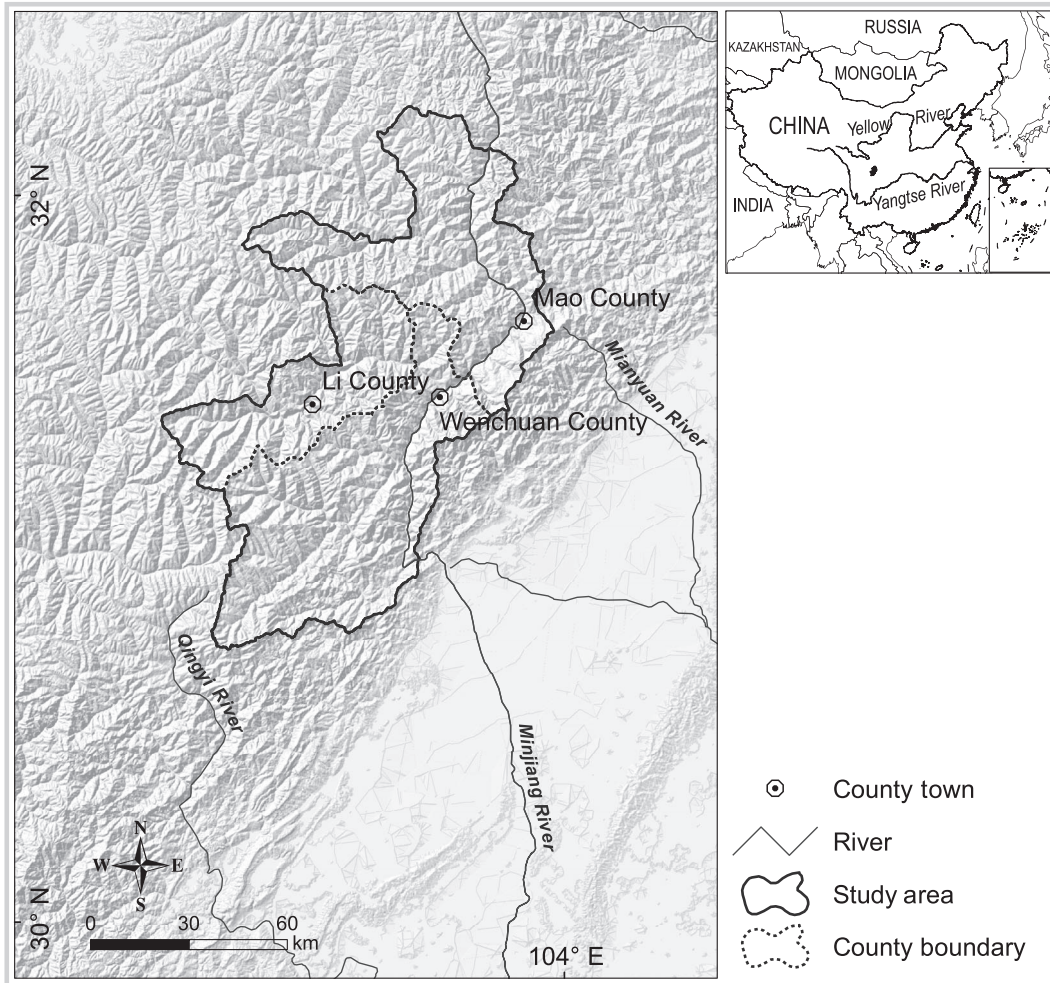 32° N
30° N
104° E
Mao County
Li County
Wenchuan County
Mianyuan River
Qingyi River
Minjiang River
N
W
E
S
0
30
60
km
RUSSIA
KAZAKHSTAN
MONGOLIA
CHINA
Yellow
River
INDIA
Yangtse River
County town
River
Study area
County boundary